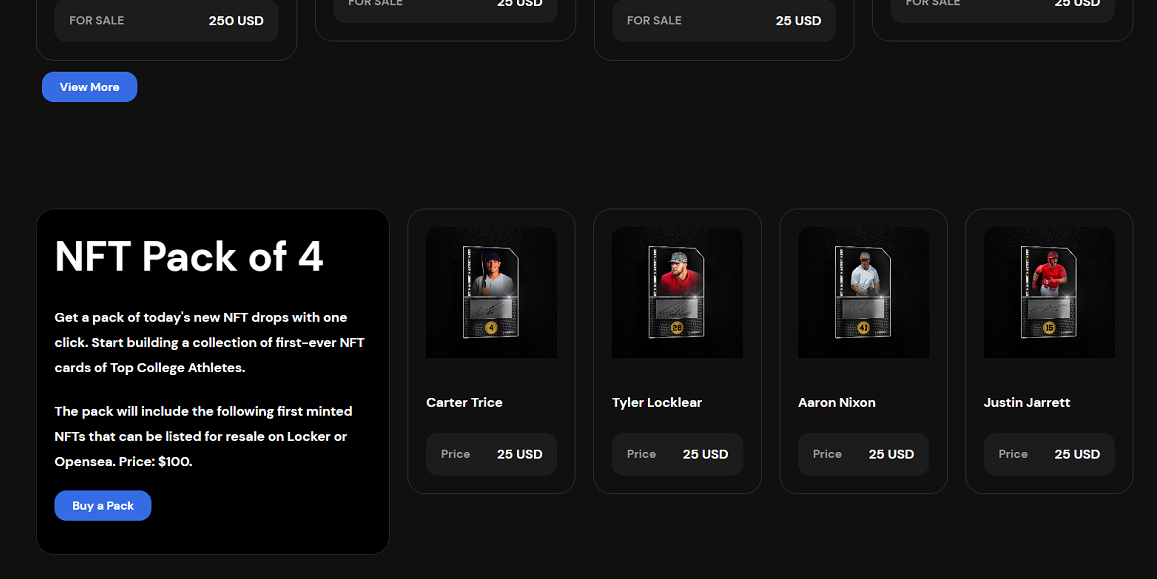 FOR SALE 250 USD
FOR SALE 25 USD
FOR SALE 25 USD
FOR SALE 25 USD
View More
NFT Pack of 4
Get a pack of today's new NFT drops with one
click. Start building a collection of first-ever NFT
cards of Top College Athletes.
The pack will include the following first minted
NFTs that can be listed for resale on Locker or
Opensea. Price: $100.
Buy a Pack
4
Carter Trice
Price 25 USD
26
Tyler Locklear
Price 25 USD
41
Aaron Nixon
Price 25 USD
15
Justin Jarrett
Price 25 USD